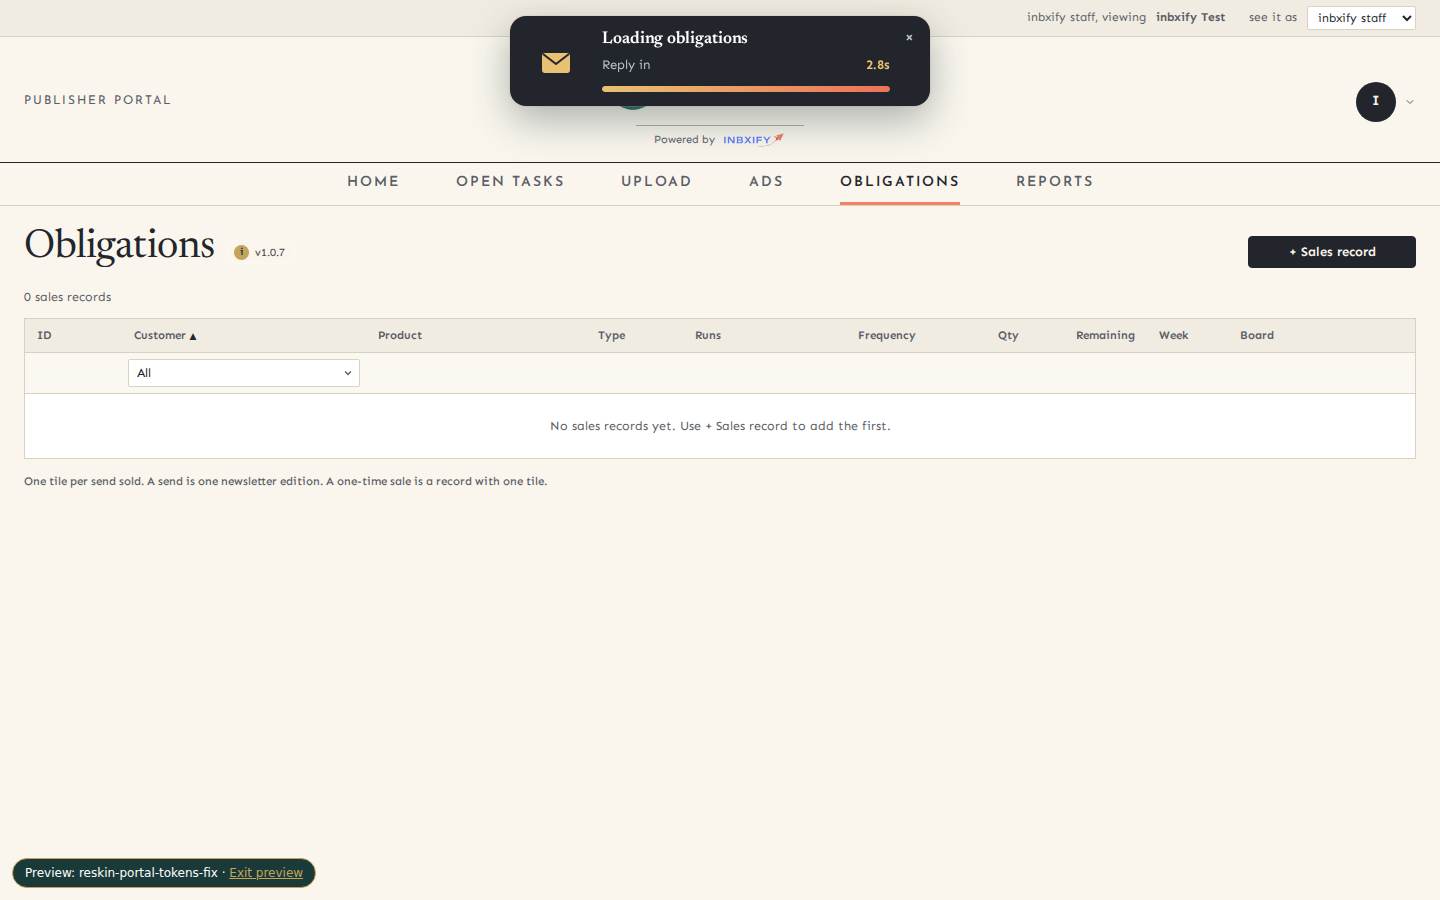 inbxify staff, viewing inbxify Test see it as inbxify staff
Loading obligations ×
Reply in 2.8s
PUBLISHER PORTAL
I
Powered by INBXIFY
HOME OPEN TASKS UPLOAD ADS OBLIGATIONS REPORTS
Obligations i v1.0.7
+ Sales record
0 sales records
ID Customer ▲ Product Type Runs Frequency Qty Remaining Week Board
All
No sales records yet. Use + Sales record to add the first.
One tile per send sold. A send is one newsletter edition. A one-time sale is a record with one tile.
Preview: reskin-portal-tokens-fix · Exit preview